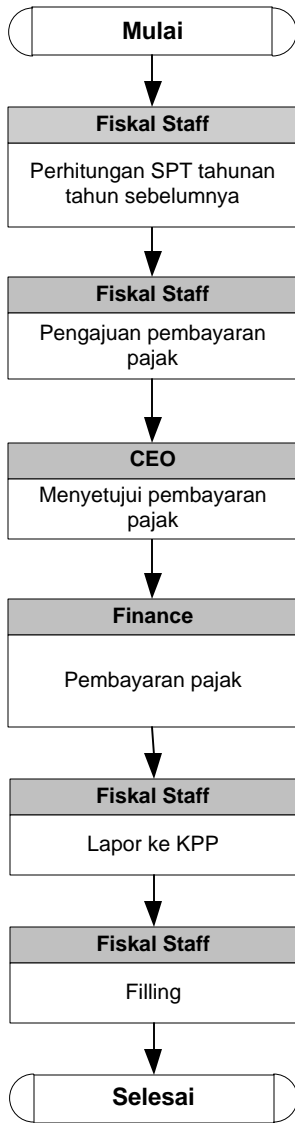 Mulai
Fiskal Staff
Perhitungan SPT tahunan
tahun sebelumnya
Fiskal Staff
Pengajuan pembayaran
pajak
CEO
Menyetujui pembayaran
pajak
Finance
Pembayaran pajak
Fiskal Staff
Lapor ke KPP
Fiskal Staff
Filling
Selesai